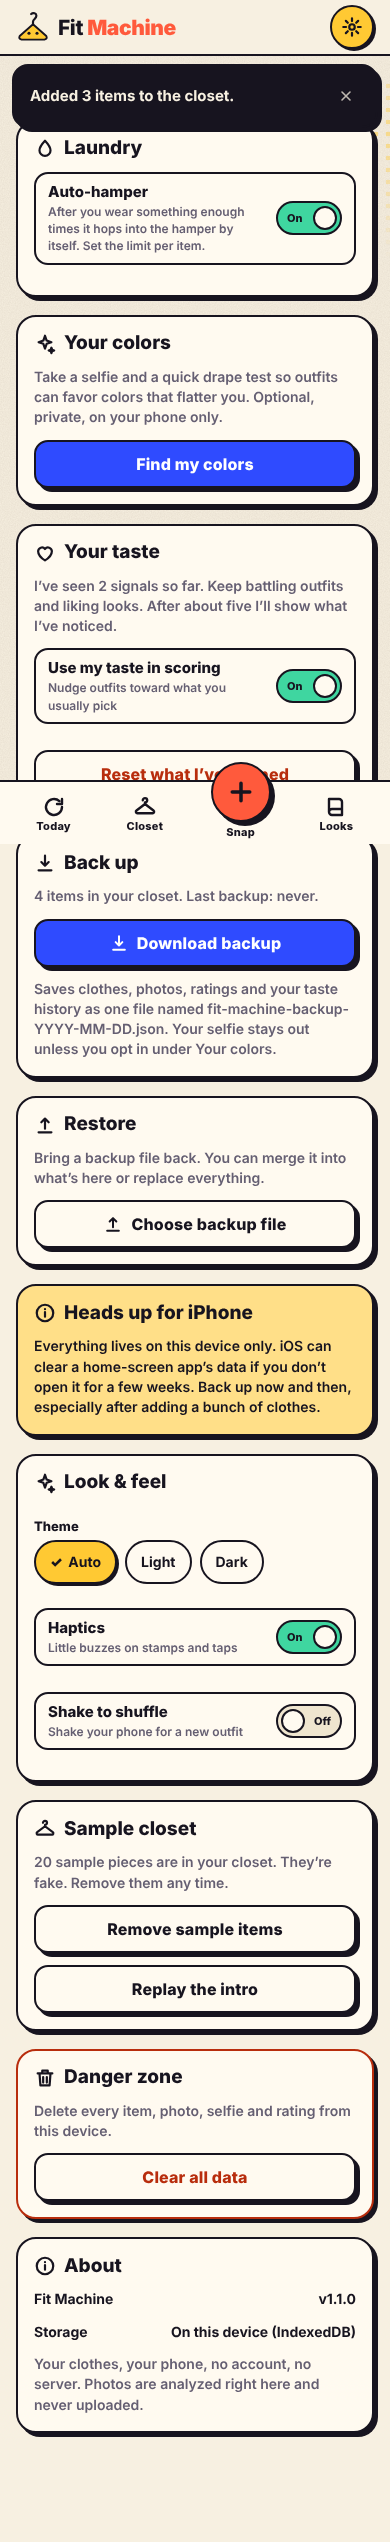 Fit Machine
Added 3 items to the closet.
Laundry
Auto-hamper
After you wear something enough
times it hops into the hamper by
itself. Set the limit per item.
On
Your colors
Take a selfie and a quick drape test so outfits
can favor colors that flatter you. Optional,
private, on your phone only.
Find my colors
Your taste
I’ve seen 2 signals so far. Keep battling outfits
and liking looks. After about five I’ll show what
I’ve noticed.
Use my taste in scoring
Nudge outfits toward what you
usually pick
On
Reset what I’ve
Today
Closet
Snap
Looks
Back up
4 items in your closet. Last backup: never.
Download backup
Saves clothes, photos, ratings and your taste
history as one file named fit-machine-backup-
YYYY-MM-DD.json. Your selfie stays out
unless you opt in under Your colors.
Restore
Bring a backup file back. You can merge it into
what’s here or replace everything.
Choose backup file
Heads up for iPhone
Everything lives on this device only. iOS can
clear a home-screen app’s data if you don’t
open it for a few weeks. Back up now and then,
especially after adding a bunch of clothes.
Look & feel
Theme
Auto
Light
Dark
Haptics
Little buzzes on stamps and taps
On
Shake to shuffle
Shake your phone for a new outfit
Off
Sample closet
20 sample pieces are in your closet. They’re
fake. Remove them any time.
Remove sample items
Replay the intro
Danger zone
Delete every item, photo, selfie and rating from
this device.
Clear all data
About
Fit Machine v1.1.0
Storage On this device (IndexedDB)
Your clothes, your phone, no account, no
server. Photos are analyzed right here and
never uploaded.